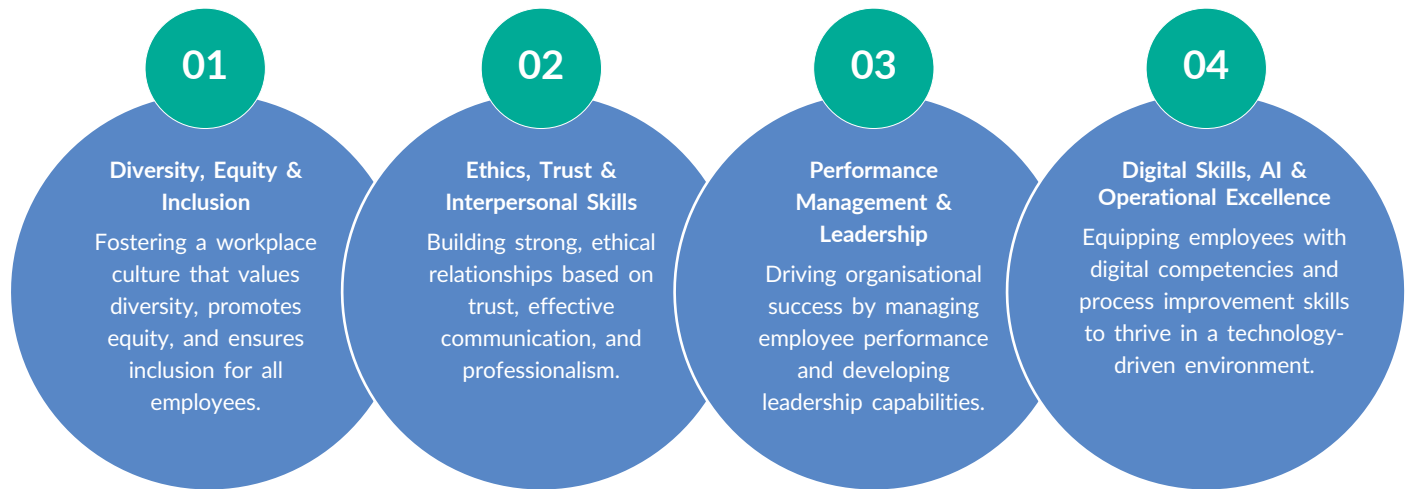 01
Diversity, Equity &
Inclusion
Fostering a workplace
culture that values
diversity, promotes
equity, and ensures
inclusion for all
employees.
02
Ethics, Trust &
Interpersonal Skills
Building strong, ethical
relationships based on
trust, effective
communication, and
professionalism.
03
Performance
Management &
Leadership
Driving organisational
success by managing
employee performance
and developing
leadership capabilities.
04
Digital Skills, AI &
Operational Excellence
Equipping employees with
digital competencies and
process improvement skills
to thrive in a technology-
driven environment.